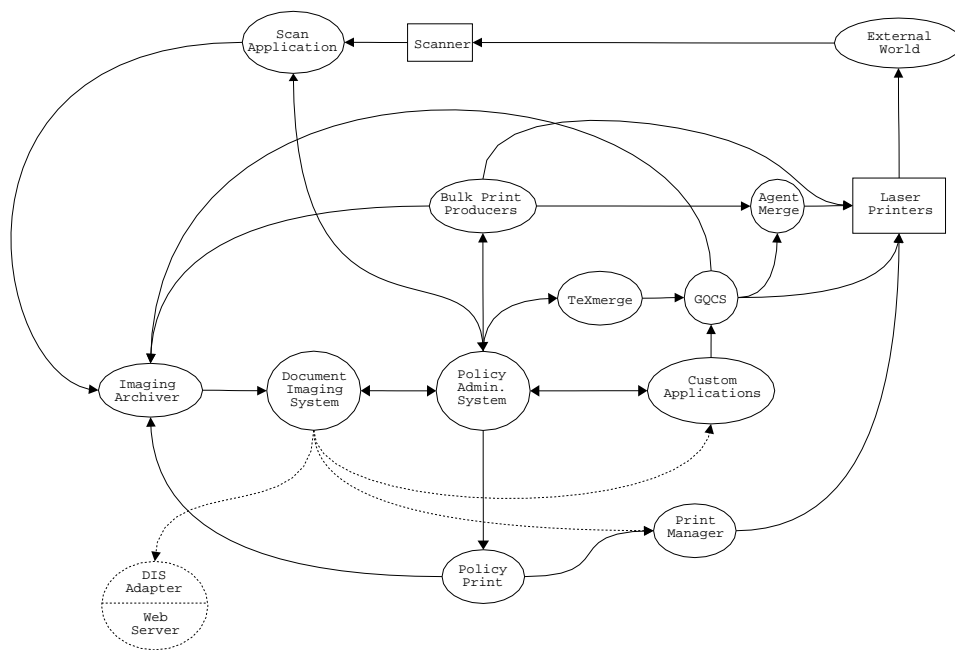 Scan
Application
Scanner
External
World
Bulk Print
Producers
Agent
Merge
Laser
Printers
TeXmerge
GQCS
Imaging
Archiver
Document
Imaging
System
Policy
Admin.
System
Custom
Applications
Print
Manager
Policy
Print
DIS
Adapter
Web
Server